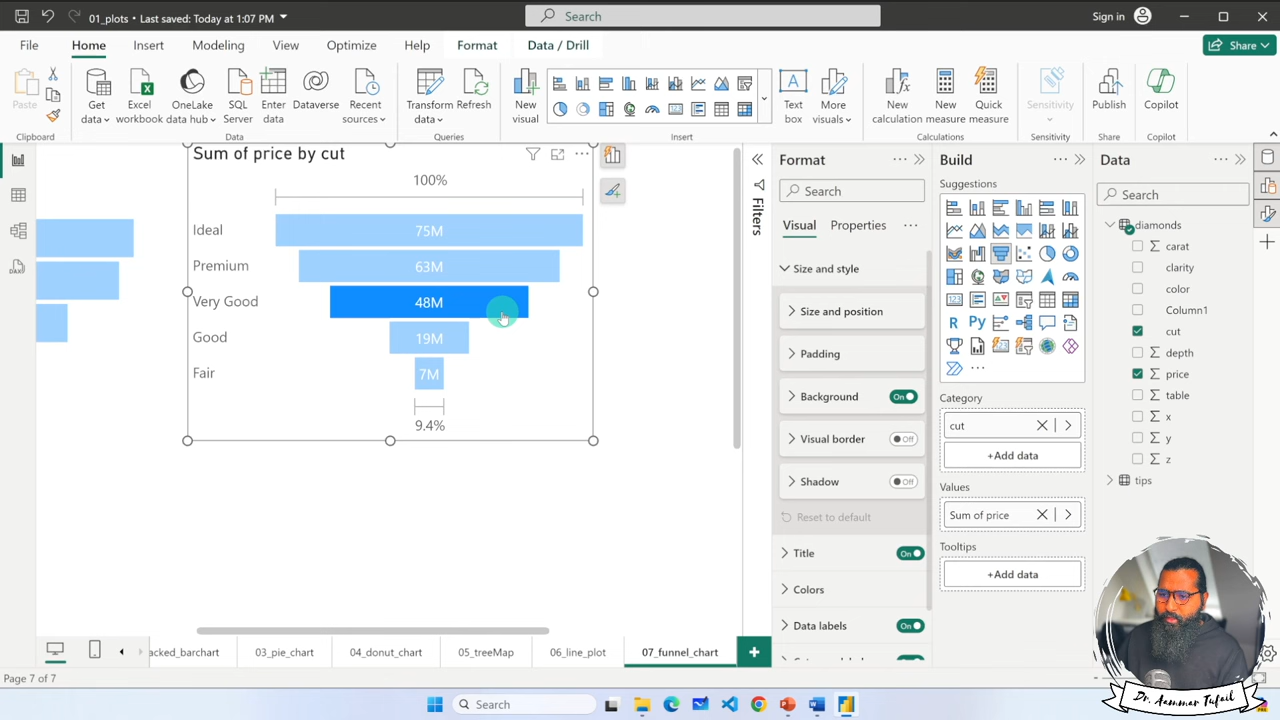 01_plots • Last saved: Today at 1:07 PM
Search
Sign in
File
Home
Insert
Modeling
View
Optimize
Help
Format
Data / Drill
Share
Paste
Get data
Excel workbook
OneLake data hub
SQL Server
Enter data
Dataverse
Recent sources
Transform data
Refresh
New visual
Text box
More visuals
New calculation
New measure
Quick measure
Sensitivity
Publish
Copilot
Clipboard
Data
Queries
Insert
Calculations
Sensitivity
Share
Copilot
Sum of price by cut
100%
Ideal
75M
Premium
63M
Very Good
48M
Good
19M
Fair
7M
9.4%
Filters
Format
Search
Visual
Properties
Size and style
Size and position
Padding
Background
On
Visual border
Off
Shadow
Off
Reset to default
Title
On
Colors
Data labels
On
Build
Suggestions
R
Py
Category
cut
+Add data
Values
Sum of price
+Add data
Tooltips
+Add data
Data
Search
diamonds
carat
clarity
color
Column1
cut
depth
price
table
x
y
z
tips
acked_barchart
03_pie_chart
04_donut_chart
05_treeMap
06_line_plot
07_funnel_chart
Page 7 of 7
Search
Dr. Aammar Tufail